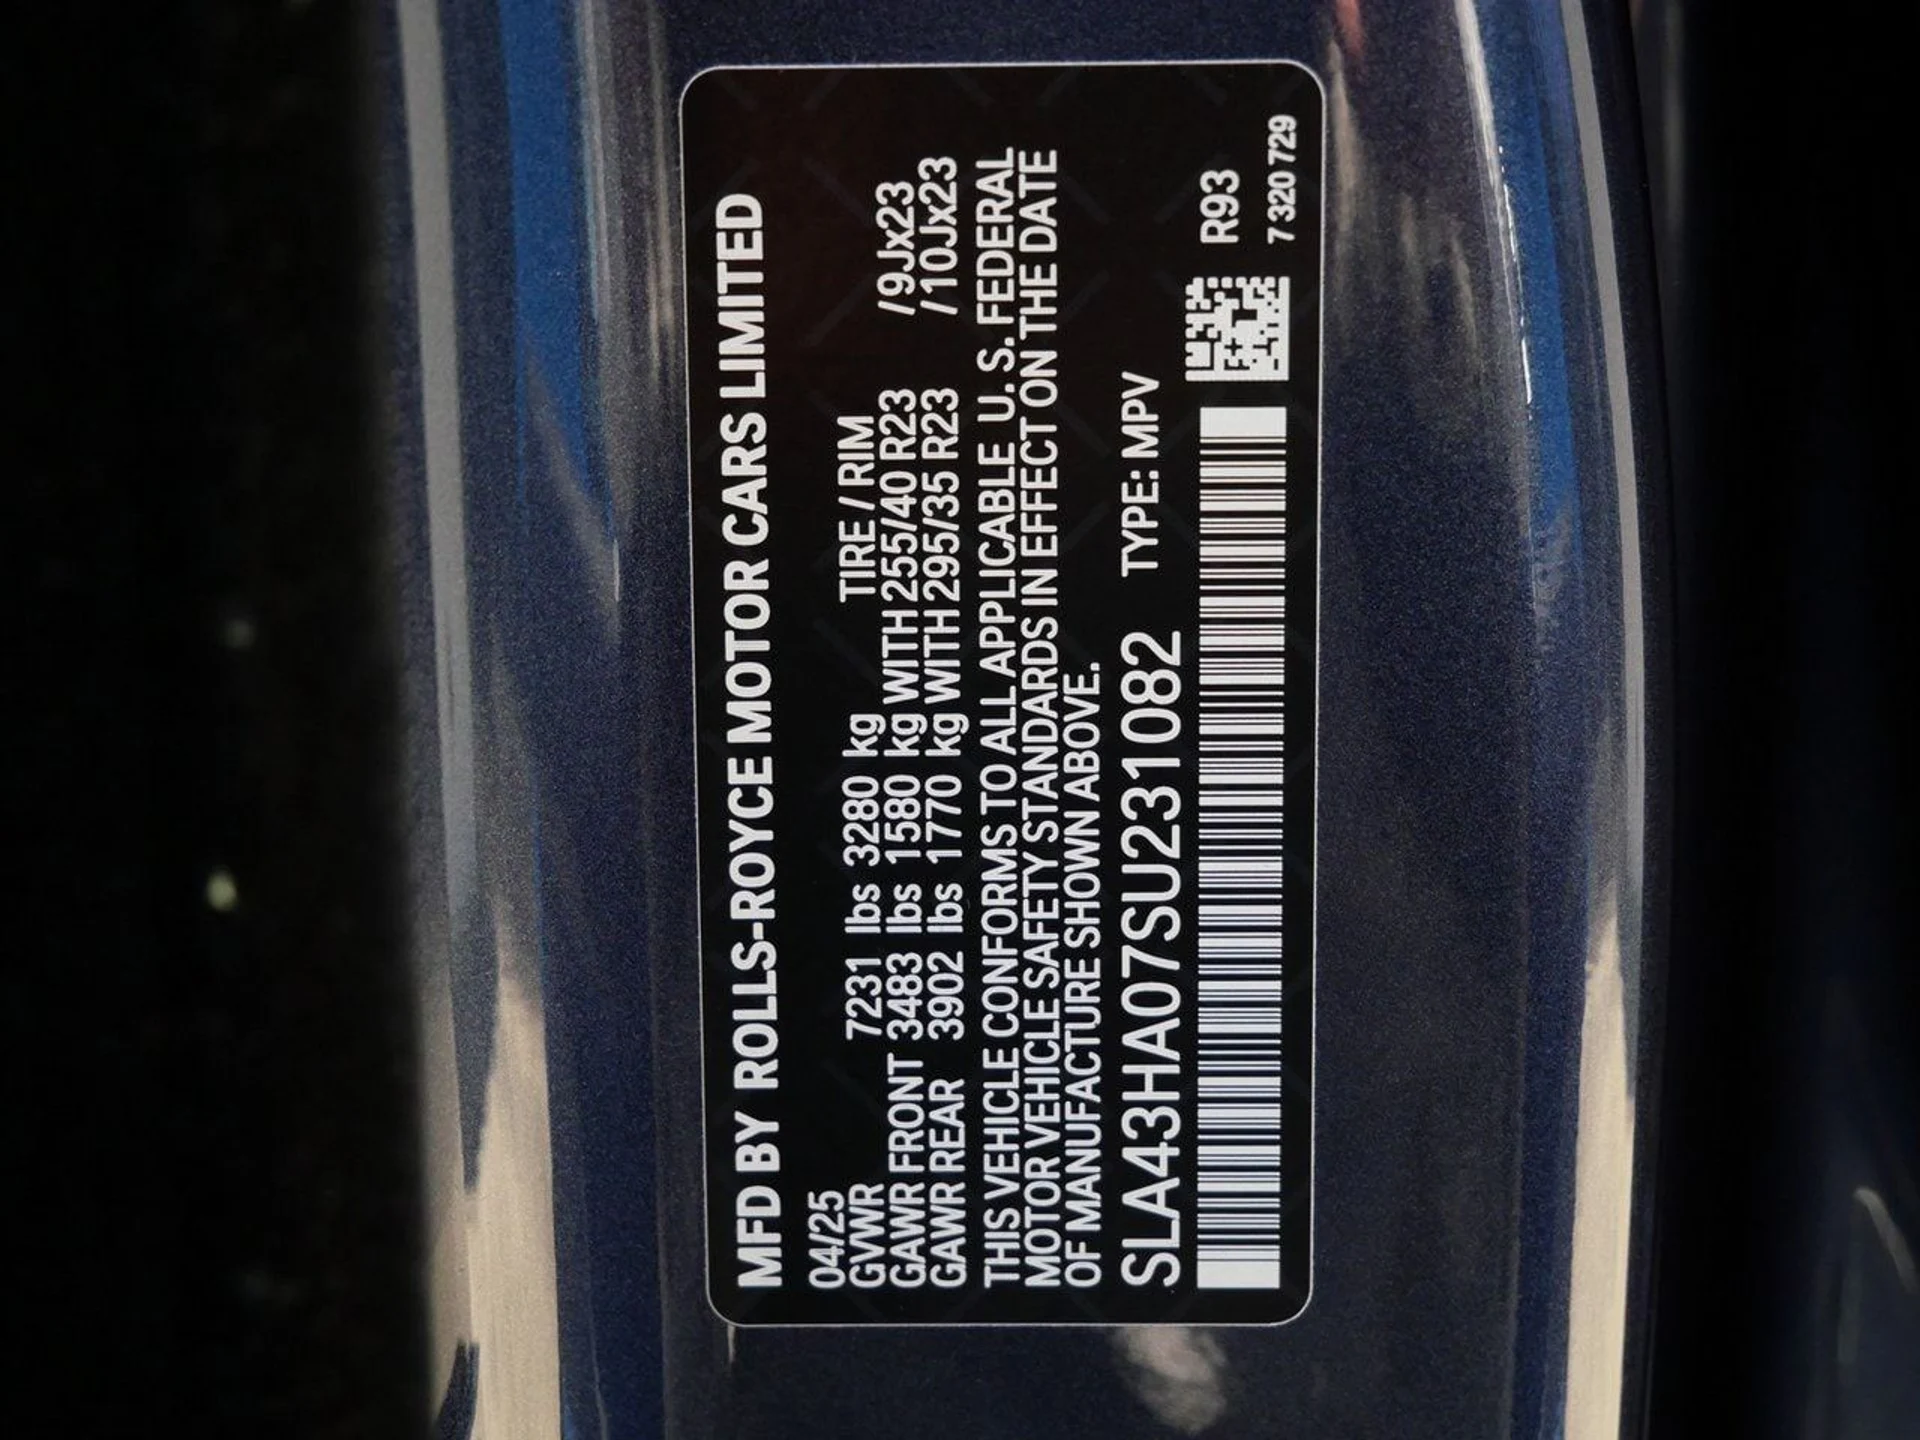 MFD BY ROLLS-ROYCE MOTOR CARS LIMITED
04/25
GVWR 7231 lbs 3280 kg TIRE / RIM
GAWR FRONT 3483 lbs 1580 kg WITH 255/40 R23 /9Jx23
GAWR REAR 3902 lbs 1770 kg WITH 295/35 R23 /10Jx23
THIS VEHICLE CONFORMS TO ALL APPLICABLE U. S. FEDERAL
MOTOR VEHICLE SAFETY STANDARDS IN EFFECT ON THE DATE
OF MANUFACTURE SHOWN ABOVE.
SLA43HA07SU231082 TYPE: MPV
R93
7 320 729